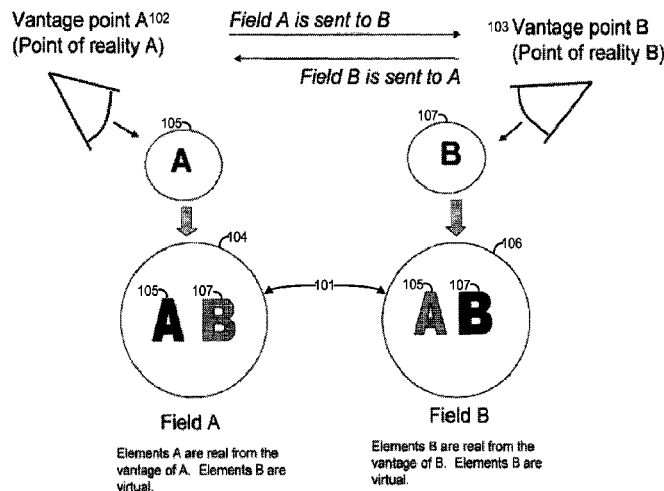 Vantage point A 102
(Point of reality A)
Field A is sent to B
Field B is sent to A
103 Vantage point B
(Point of reality B)
105
A
107
B
104
105
A
107
B
101
106
105
A
107
B
Field A
Field B
Elements A are real from the
vantage of A. Elements B are
virtual.
Elements B are real from the
vantage of B. Elements B are
virtual.